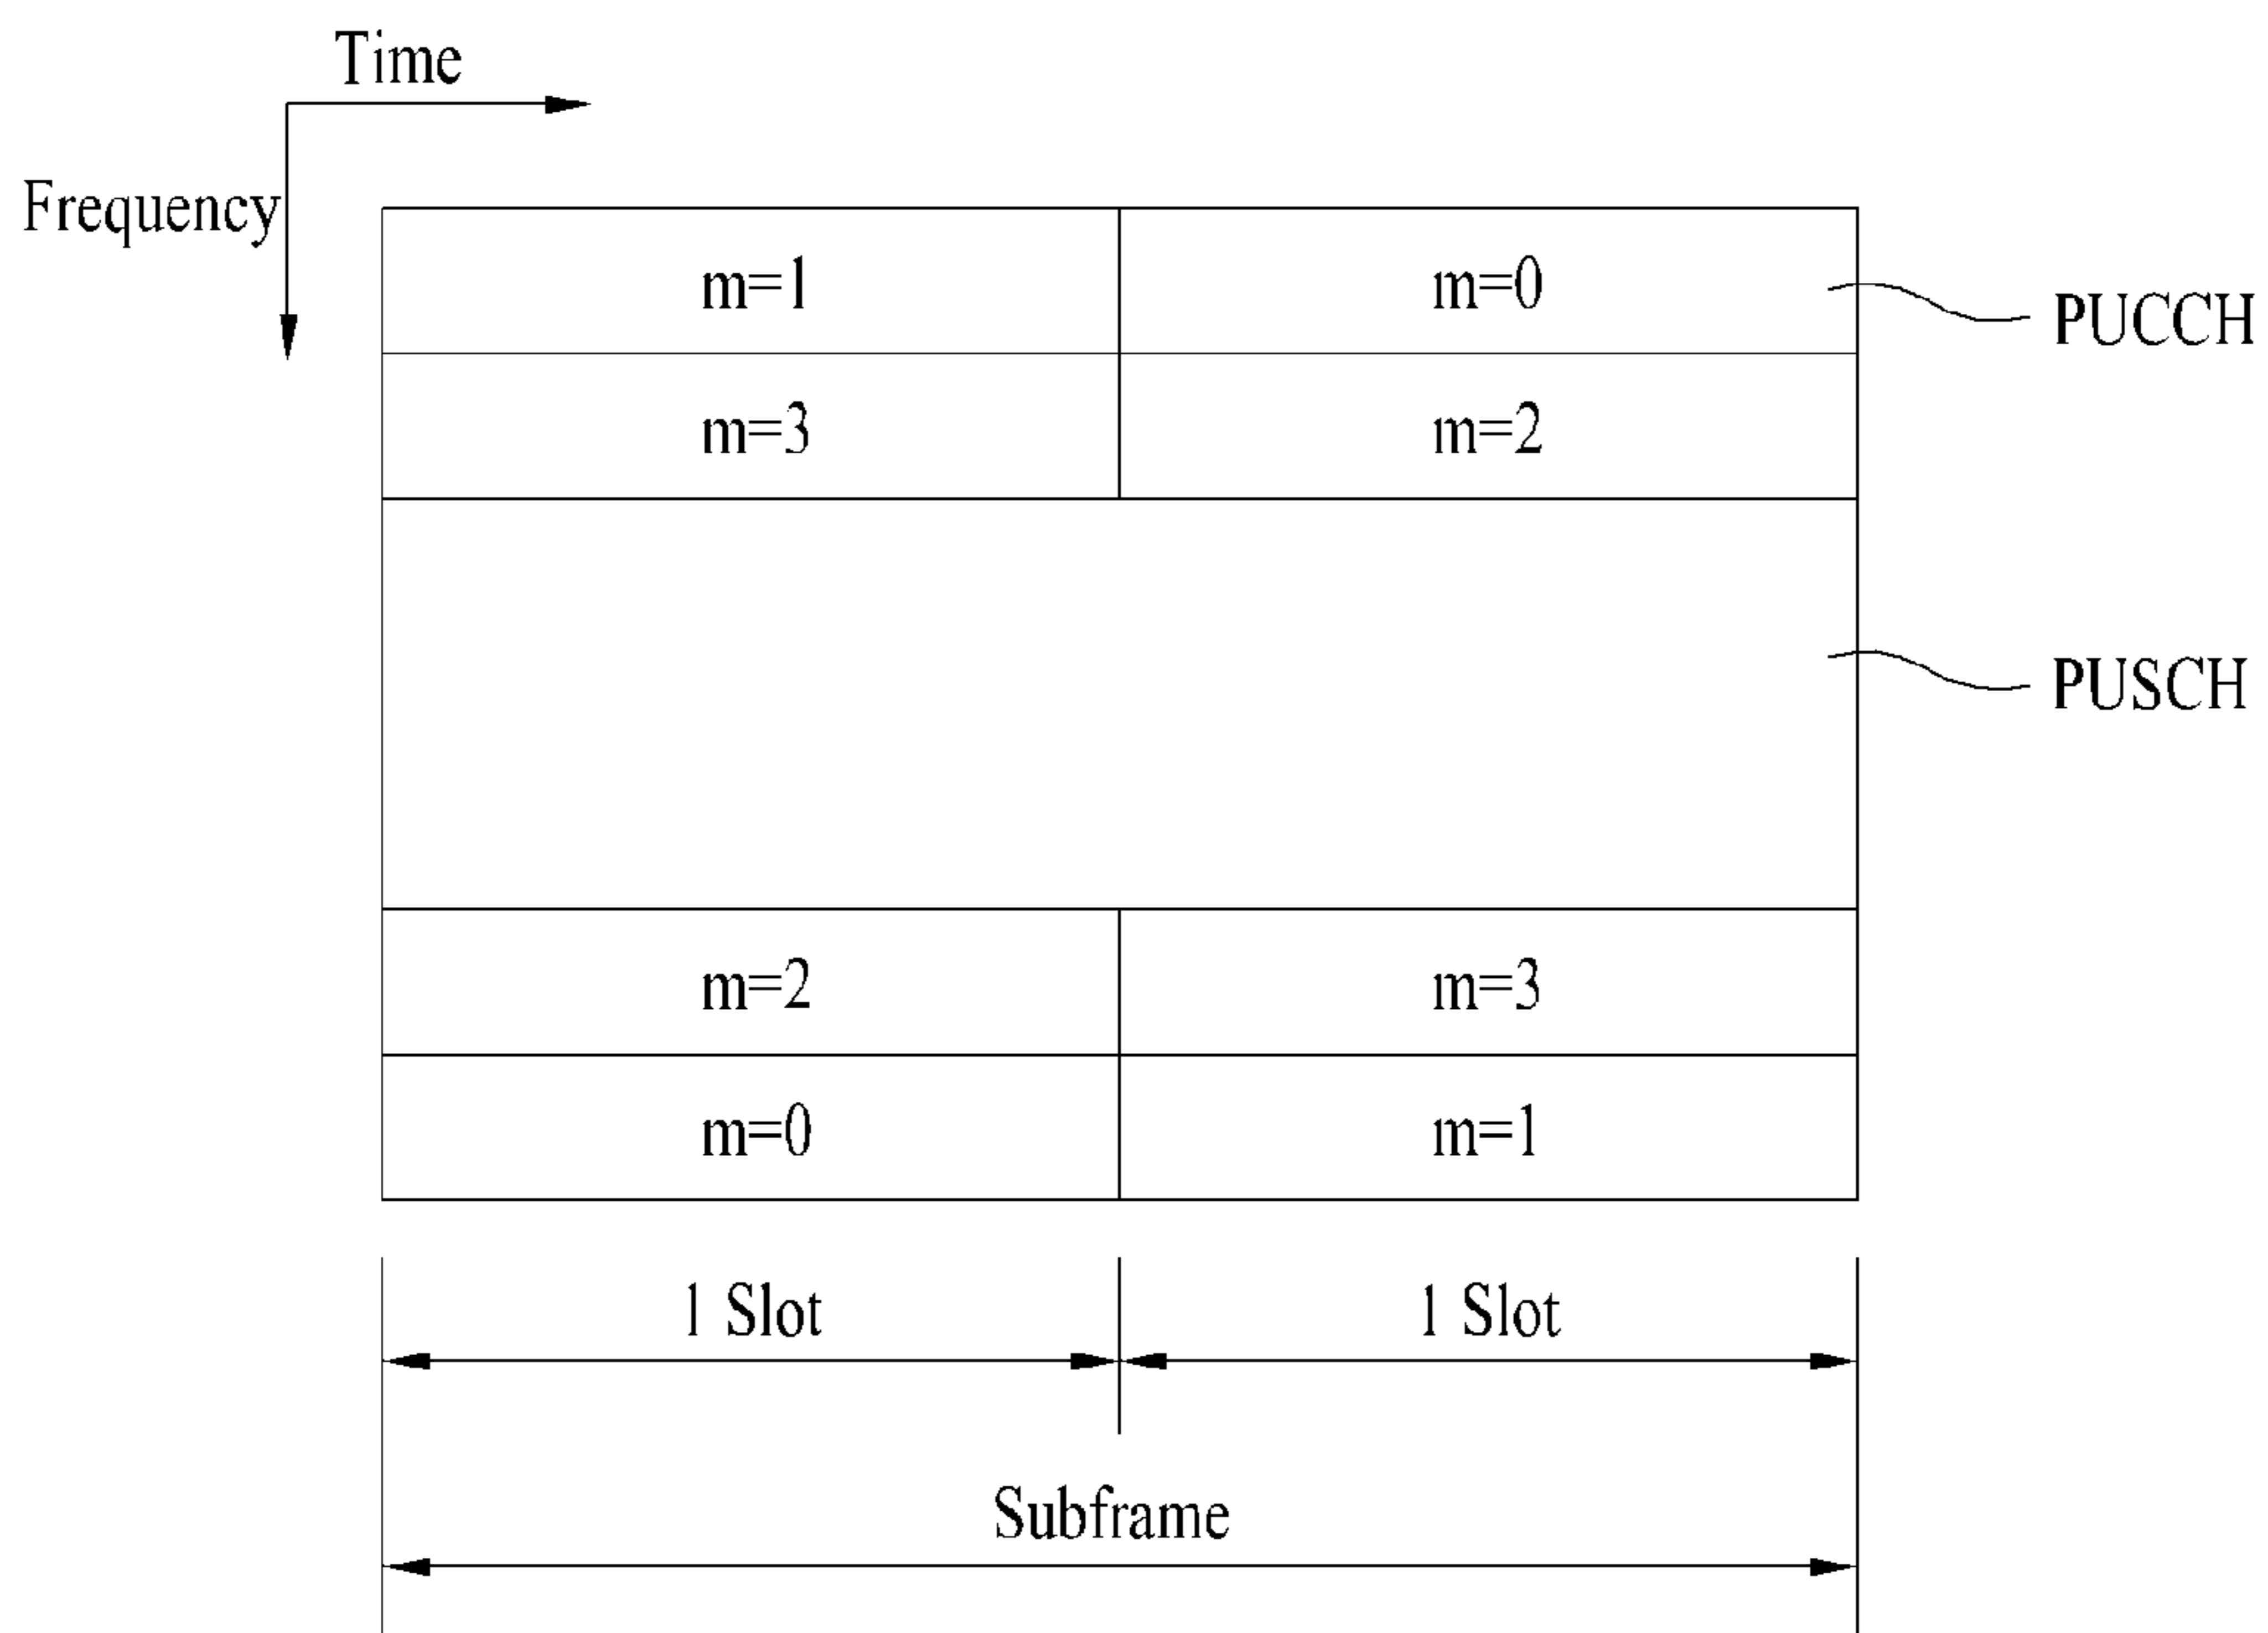 Time
Frequency
m=1 m=0
PUCCH
m=3 m=2
PUSCH
m=2 m=3
m=0 m=1
1 Slot 1 Slot
Subframe